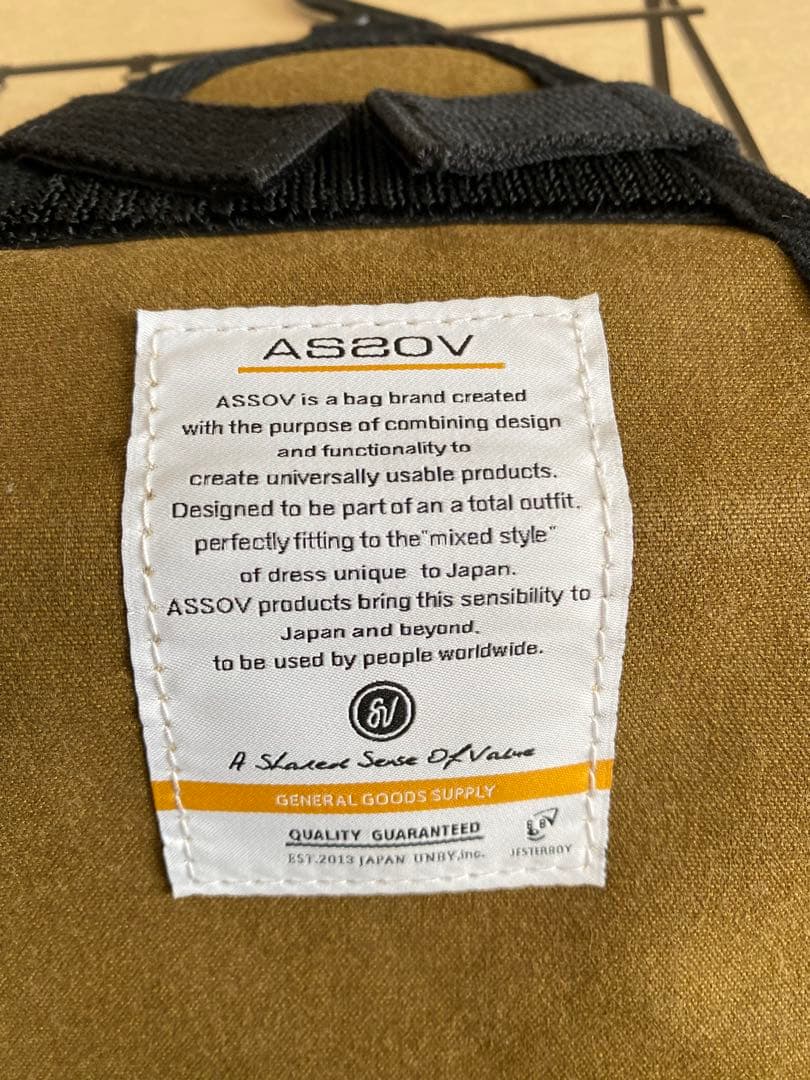 ASSOV
ASSOV is a bag brand created
with the purpose of combining design
and functionality to
create universally usable products.
Designed to be part of an a total outfit.
perfectly fitting to the "mixed style"
of dress unique to Japan.
ASSOV products bring this sensibility to
Japan and beyond.
to be used by people worldwide.
SV
A Shared Sense Of Value
GENERAL GOODS SUPPLY
QUALITY GUARANTEED
EST.2013 JAPAN UNBY.inc.
JESTERBOY